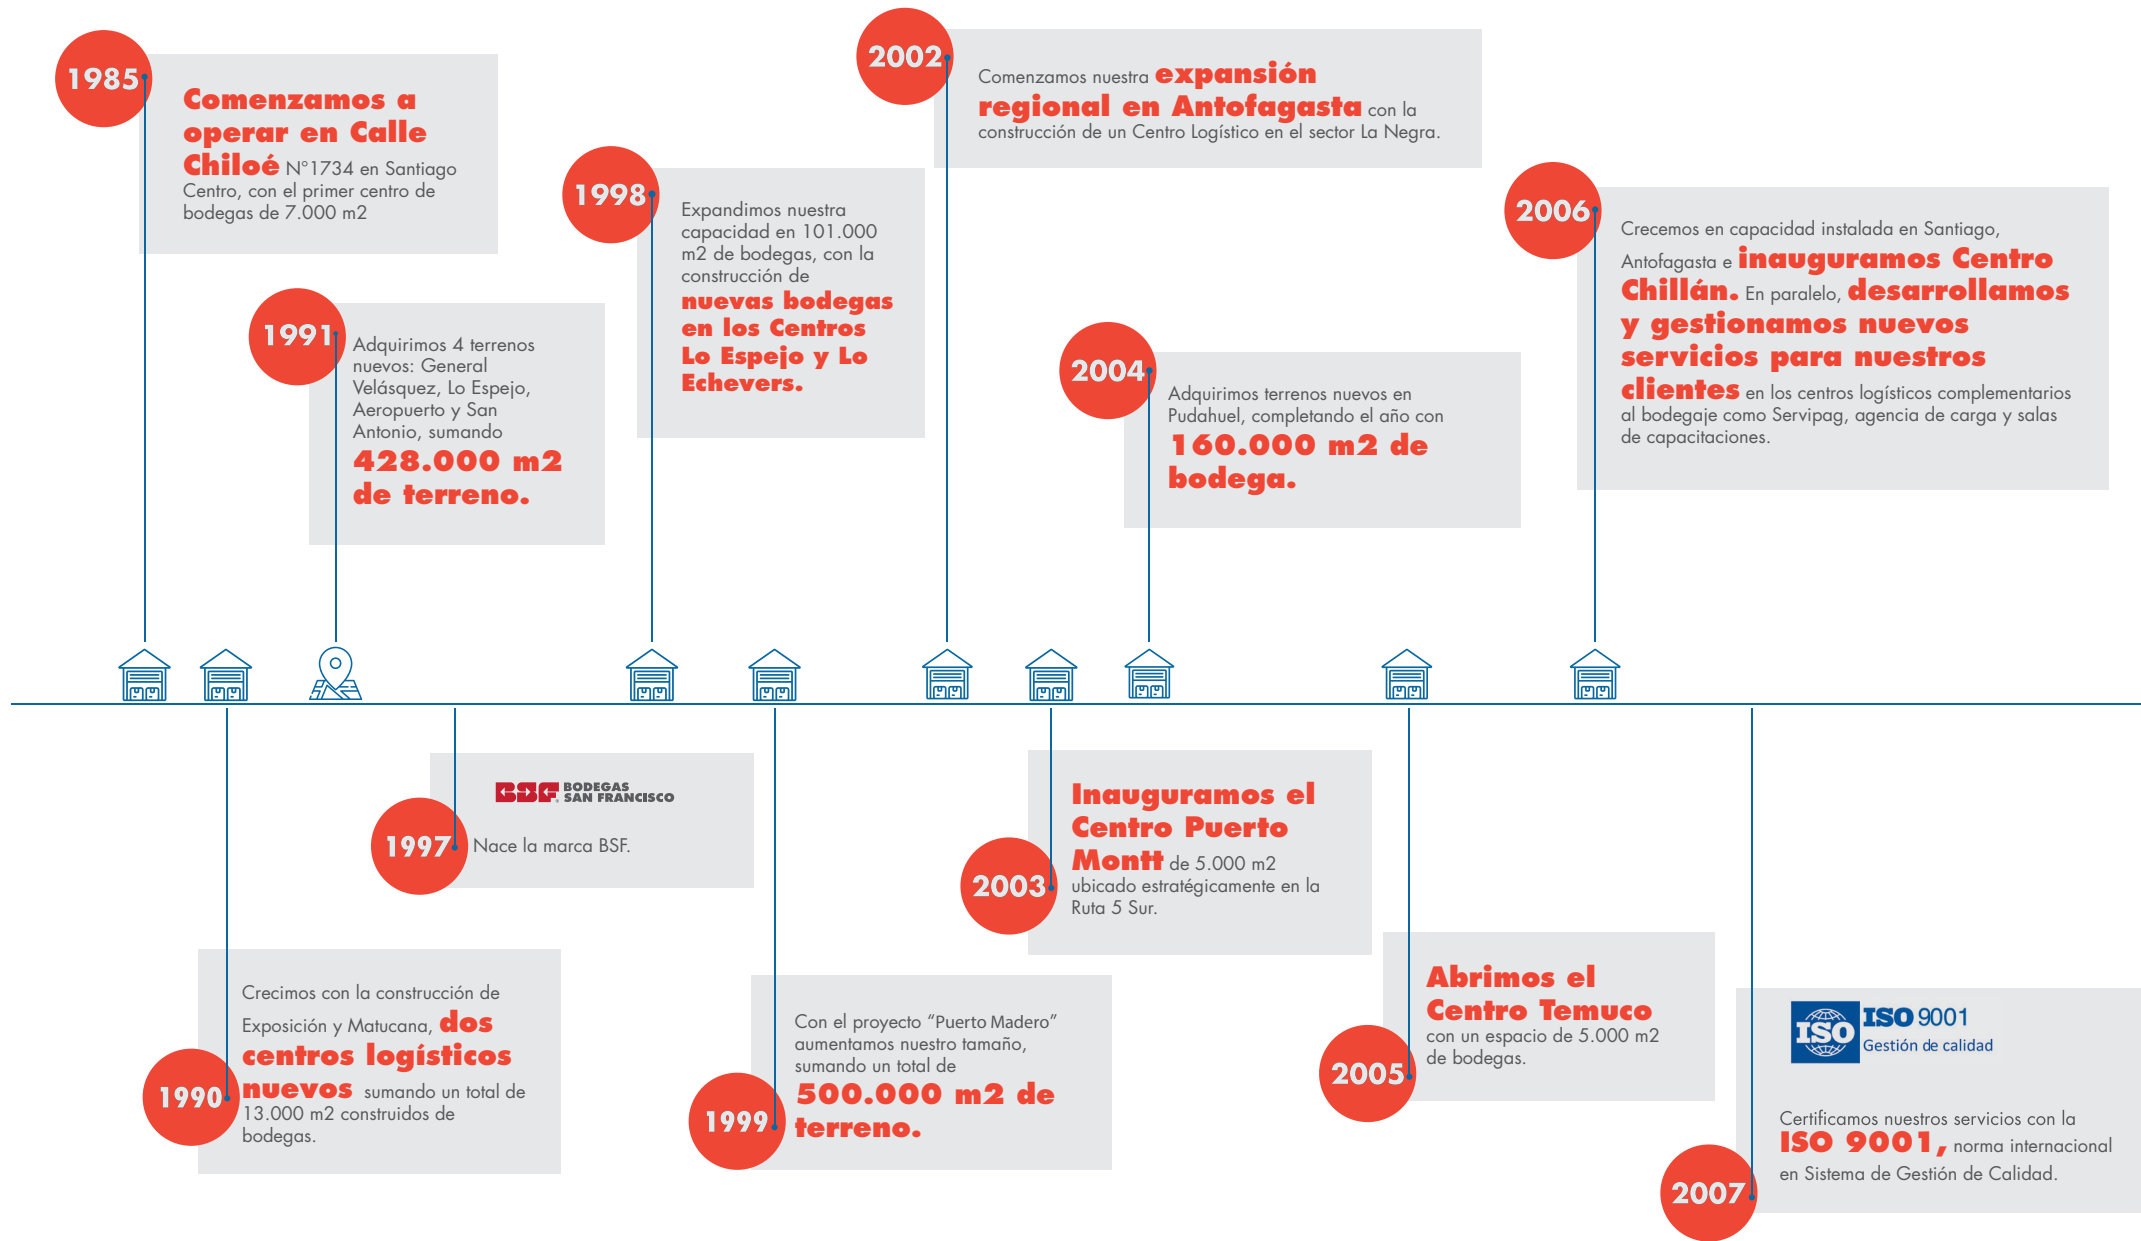 1985
Comenzamos a
operar en Calle
Chiloé N°1734 en Santiago
Centro, con el primer centro de
bodegas de 7.000 m2
1991
Adquirimos 4 terrenos
nuevos: General
Velásquez, Lo Espejo,
Aeropuerto y San
Antonio, sumando
428.000 m2
de terreno.
1998
Expandimos nuestra
capacidad en 101.000
m2 de bodegas, con la
construcción de
nuevas bodegas
en los Centros
Lo Espejo y Lo
Echevers.
2002
Comenzamos nuestra expansión
regional en Antofagasta con la
construcción de un Centro Logístico en el sector La Negra.
2004
Adquirimos terrenos nuevos en
Pudahuel, completando el año con
160.000 m2 de
bodega.
2006
Crecemos en capacidad instalada en Santiago,
Antofagasta e inauguramos Centro
Chillán. En paralelo, desarrollamos
y gestionamos nuevos
servicios para nuestros
clientes en los centros logísticos complementarios
al bodegaje como Servipag, agencia de carga y salas
de capacitaciones.
1990
Crecimos con la construcción de
Exposición y Matucana, dos
centros logísticos
nuevos sumando un total de
13.000 m2 construidos de
bodegas.
1997
BSF BODEGAS
SAN FRANCISCO
Nace la marca BSF.
1999
Con el proyecto “Puerto Madero”
aumentamos nuestro tamaño,
sumando un total de
500.000 m2 de
terreno.
2003
Inauguramos el
Centro Puerto
Montt de 5.000 m2
ubicado estratégicamente en la
Ruta 5 Sur.
2005
Abrimos el
Centro Temuco
con un espacio de 5.000 m2
de bodegas.
2007
ISO ISO 9001
Gestión de calidad
Certificamos nuestros servicios con la
ISO 9001, norma internacional
en Sistema de Gestión de Calidad.